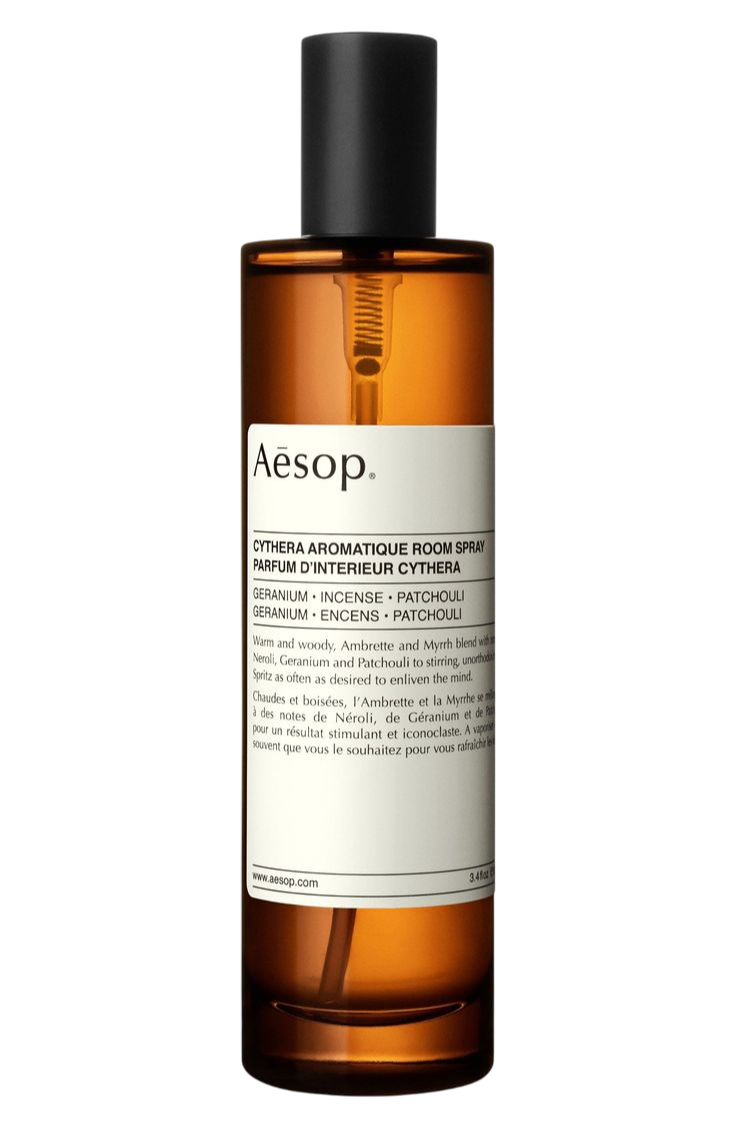 Aēsop®
CYTHERA AROMATIQUE ROOM SPRAY
PARFUM D'INTERIEUR CYTHERA
GERANIUM • INCENSE • PATCHOULI
GERANIUM • ENCENS • PATCHOULI
Warm and woody, Ambrette and Myrrh blend with
Neroli, Geranium and Patchouli to stirring,
Spritz as often as desired to enliven the mind.
Chaudes et boisées, l'Ambrette et la Myrrhe se
à des notes de Néroli, de Géranium et de
pour un résultat stimulant et iconoclaste. A
souvent que vous le souhaitez pour vous rafraîchir
www.aesop.com
3.4 fl oz